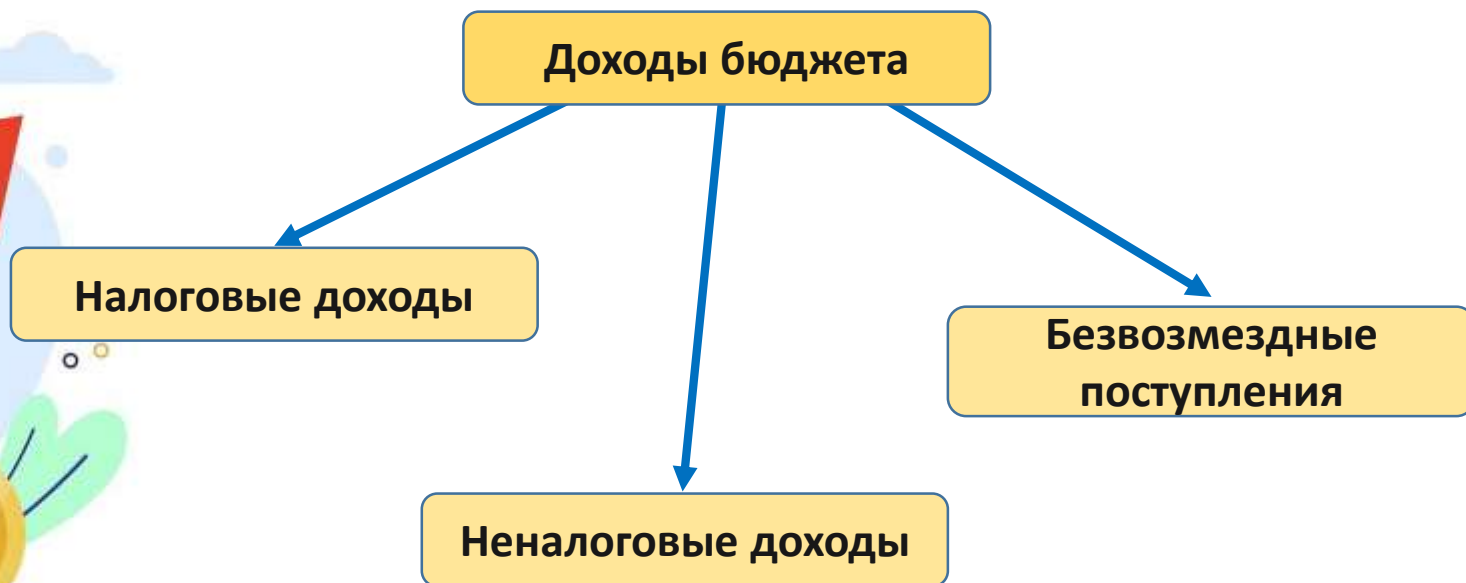 Доходы бюджета
Налоговые доходы
Безвозмездные
поступления
Неналоговые доходы